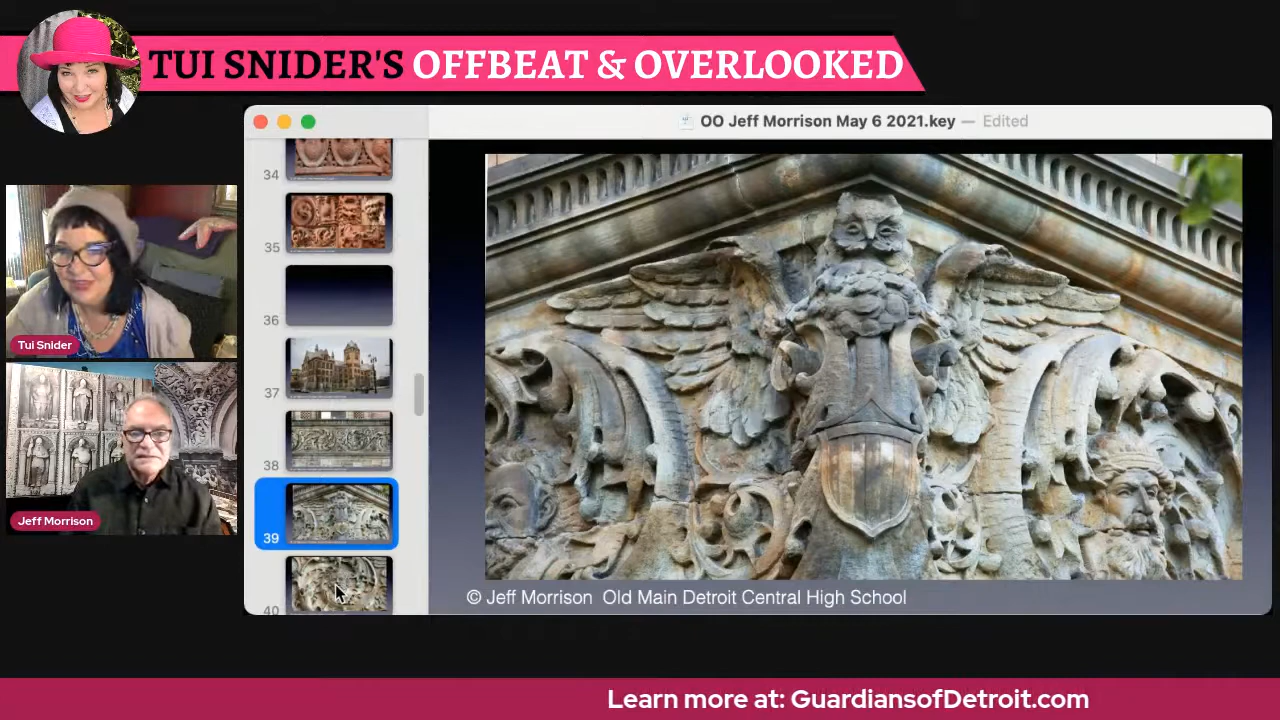 TUI SNIDER'S OFFBEAT & OVERLOOKED
OO Jeff Morrison May 6 2021.key — Edited
34
35
36
37
38
39
40
Tui Snider
Jeff Morrison
© Jeff Morrison Old Main Detroit Central High School
Learn more at: GuardiansofDetroit.com